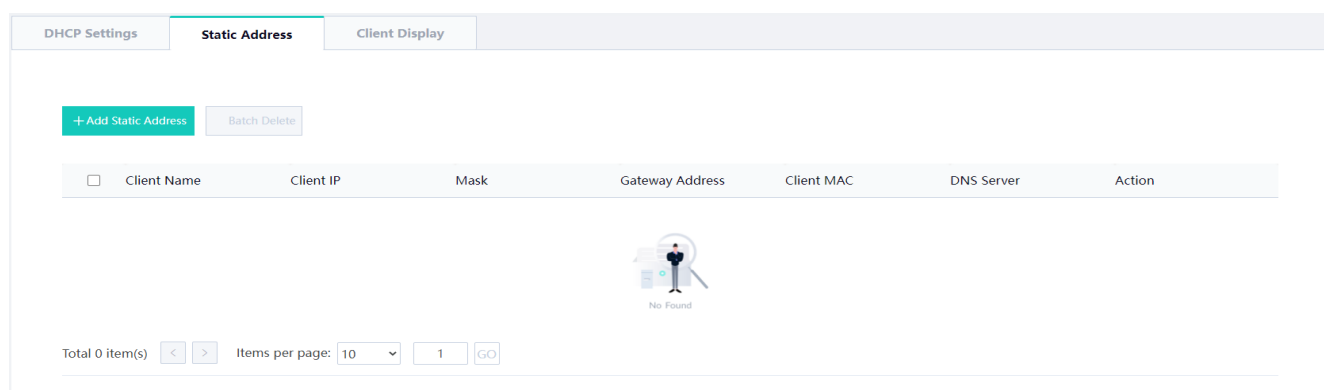 DHCP Settings Static Address Client Display
+ Add Static Address Batch Delete
Client Name Client IP Mask Gateway Address Client MAC DNS Server Action
No Found
Total 0 item(s) < > Items per page: 10 1 GO